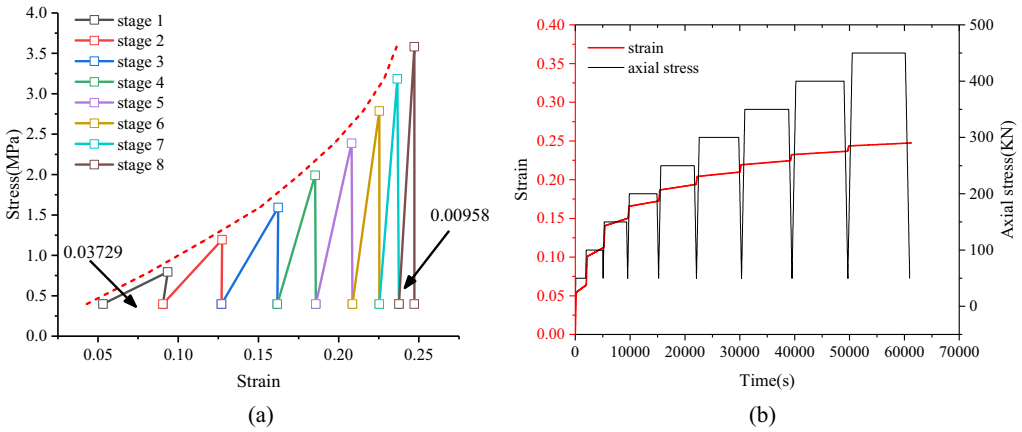 stage 1
stage 2
stage 3
stage 4
stage 5
stage 6
stage 7
stage 8
4.0
3.5
3.0
2.5
2.0
1.5
1.0
0.5
0.0
Stress(MPa)
0.03729
0.00958
0.05
0.10
0.15
0.20
0.25
Strain
(a)
strain
axial stress
0.40
0.35
0.30
0.25
0.20
0.15
0.10
0.05
0.00
Strain
500
400
300
200
100
0
Axial stress(KN)
0
10000
20000
30000
40000
50000
60000
70000
Time(s)
(b)